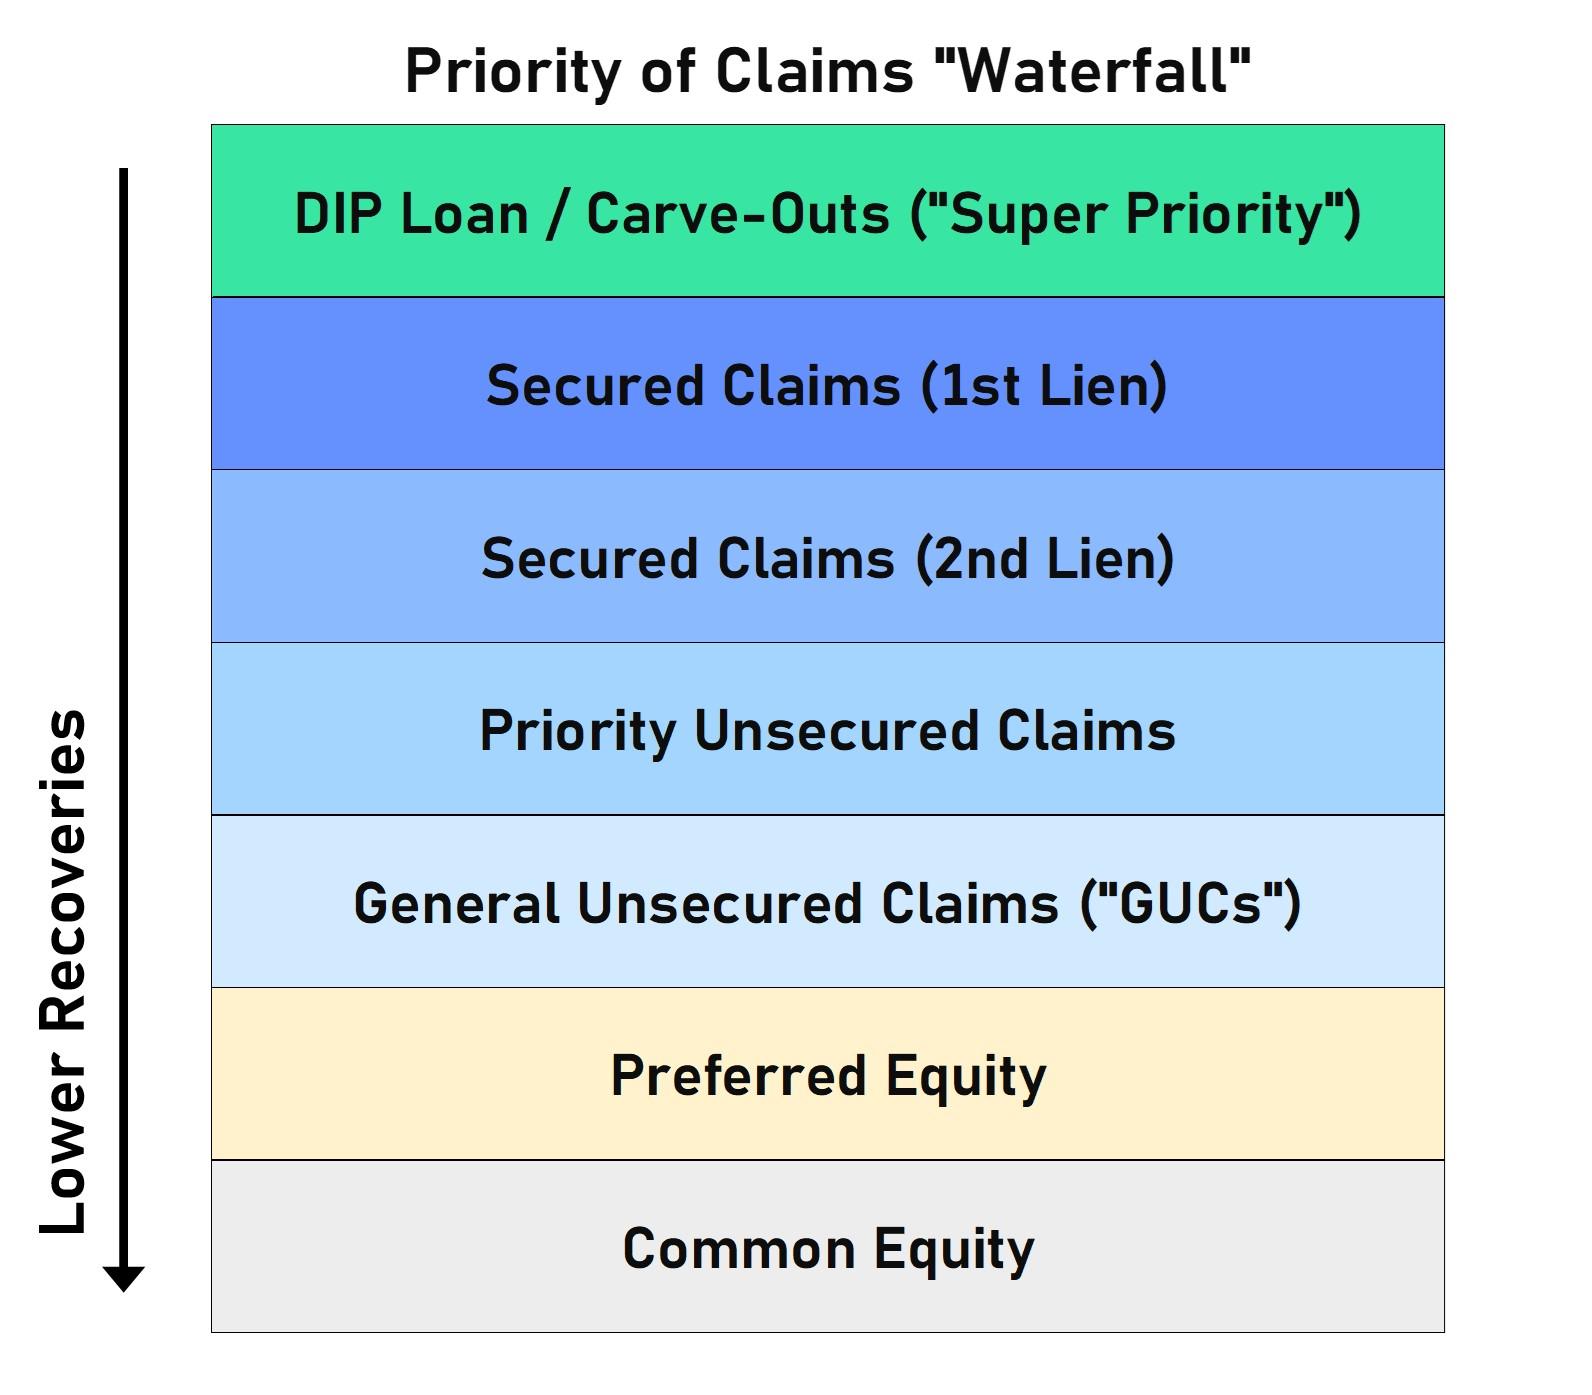 Priority of Claims "Waterfall"
DIP Loan / Carve-Outs ("Super Priority")
Secured Claims (1st Lien)
Secured Claims (2nd Lien)
Priority Unsecured Claims
General Unsecured Claims ("GUCs")
Preferred Equity
Common Equity
Lower Recoveries